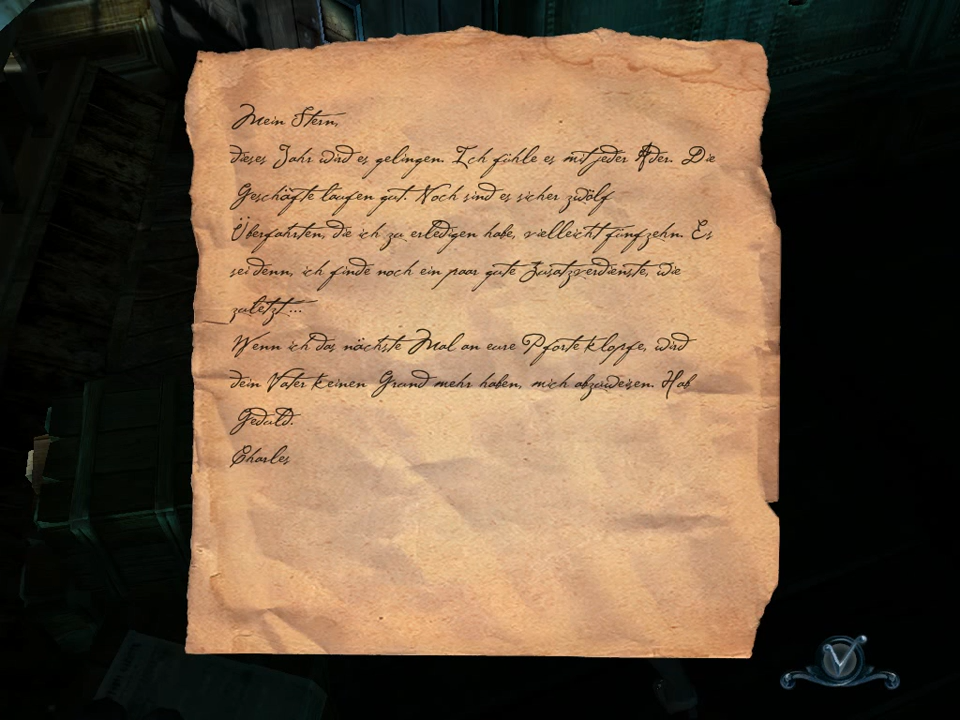 Mein Stern,
dieses Jahr wird es gelingen. Ich fühle es mit jeder Ader. Die
Geschäfte laufen gut. Noch sind es sicher zwölf
Überfahrten, die ich zu erledigen habe, vielleicht fünfzehn. Es
sei denn, ich finde noch ein paar gute Zusatzverdienste, wie
zuletzt...
Wenn ich das nächste Mal an eure Pforte klopfe, wird
dein Vater keinen Grund mehr haben, mich abzuweisen. Hab
Geduld.
Charles